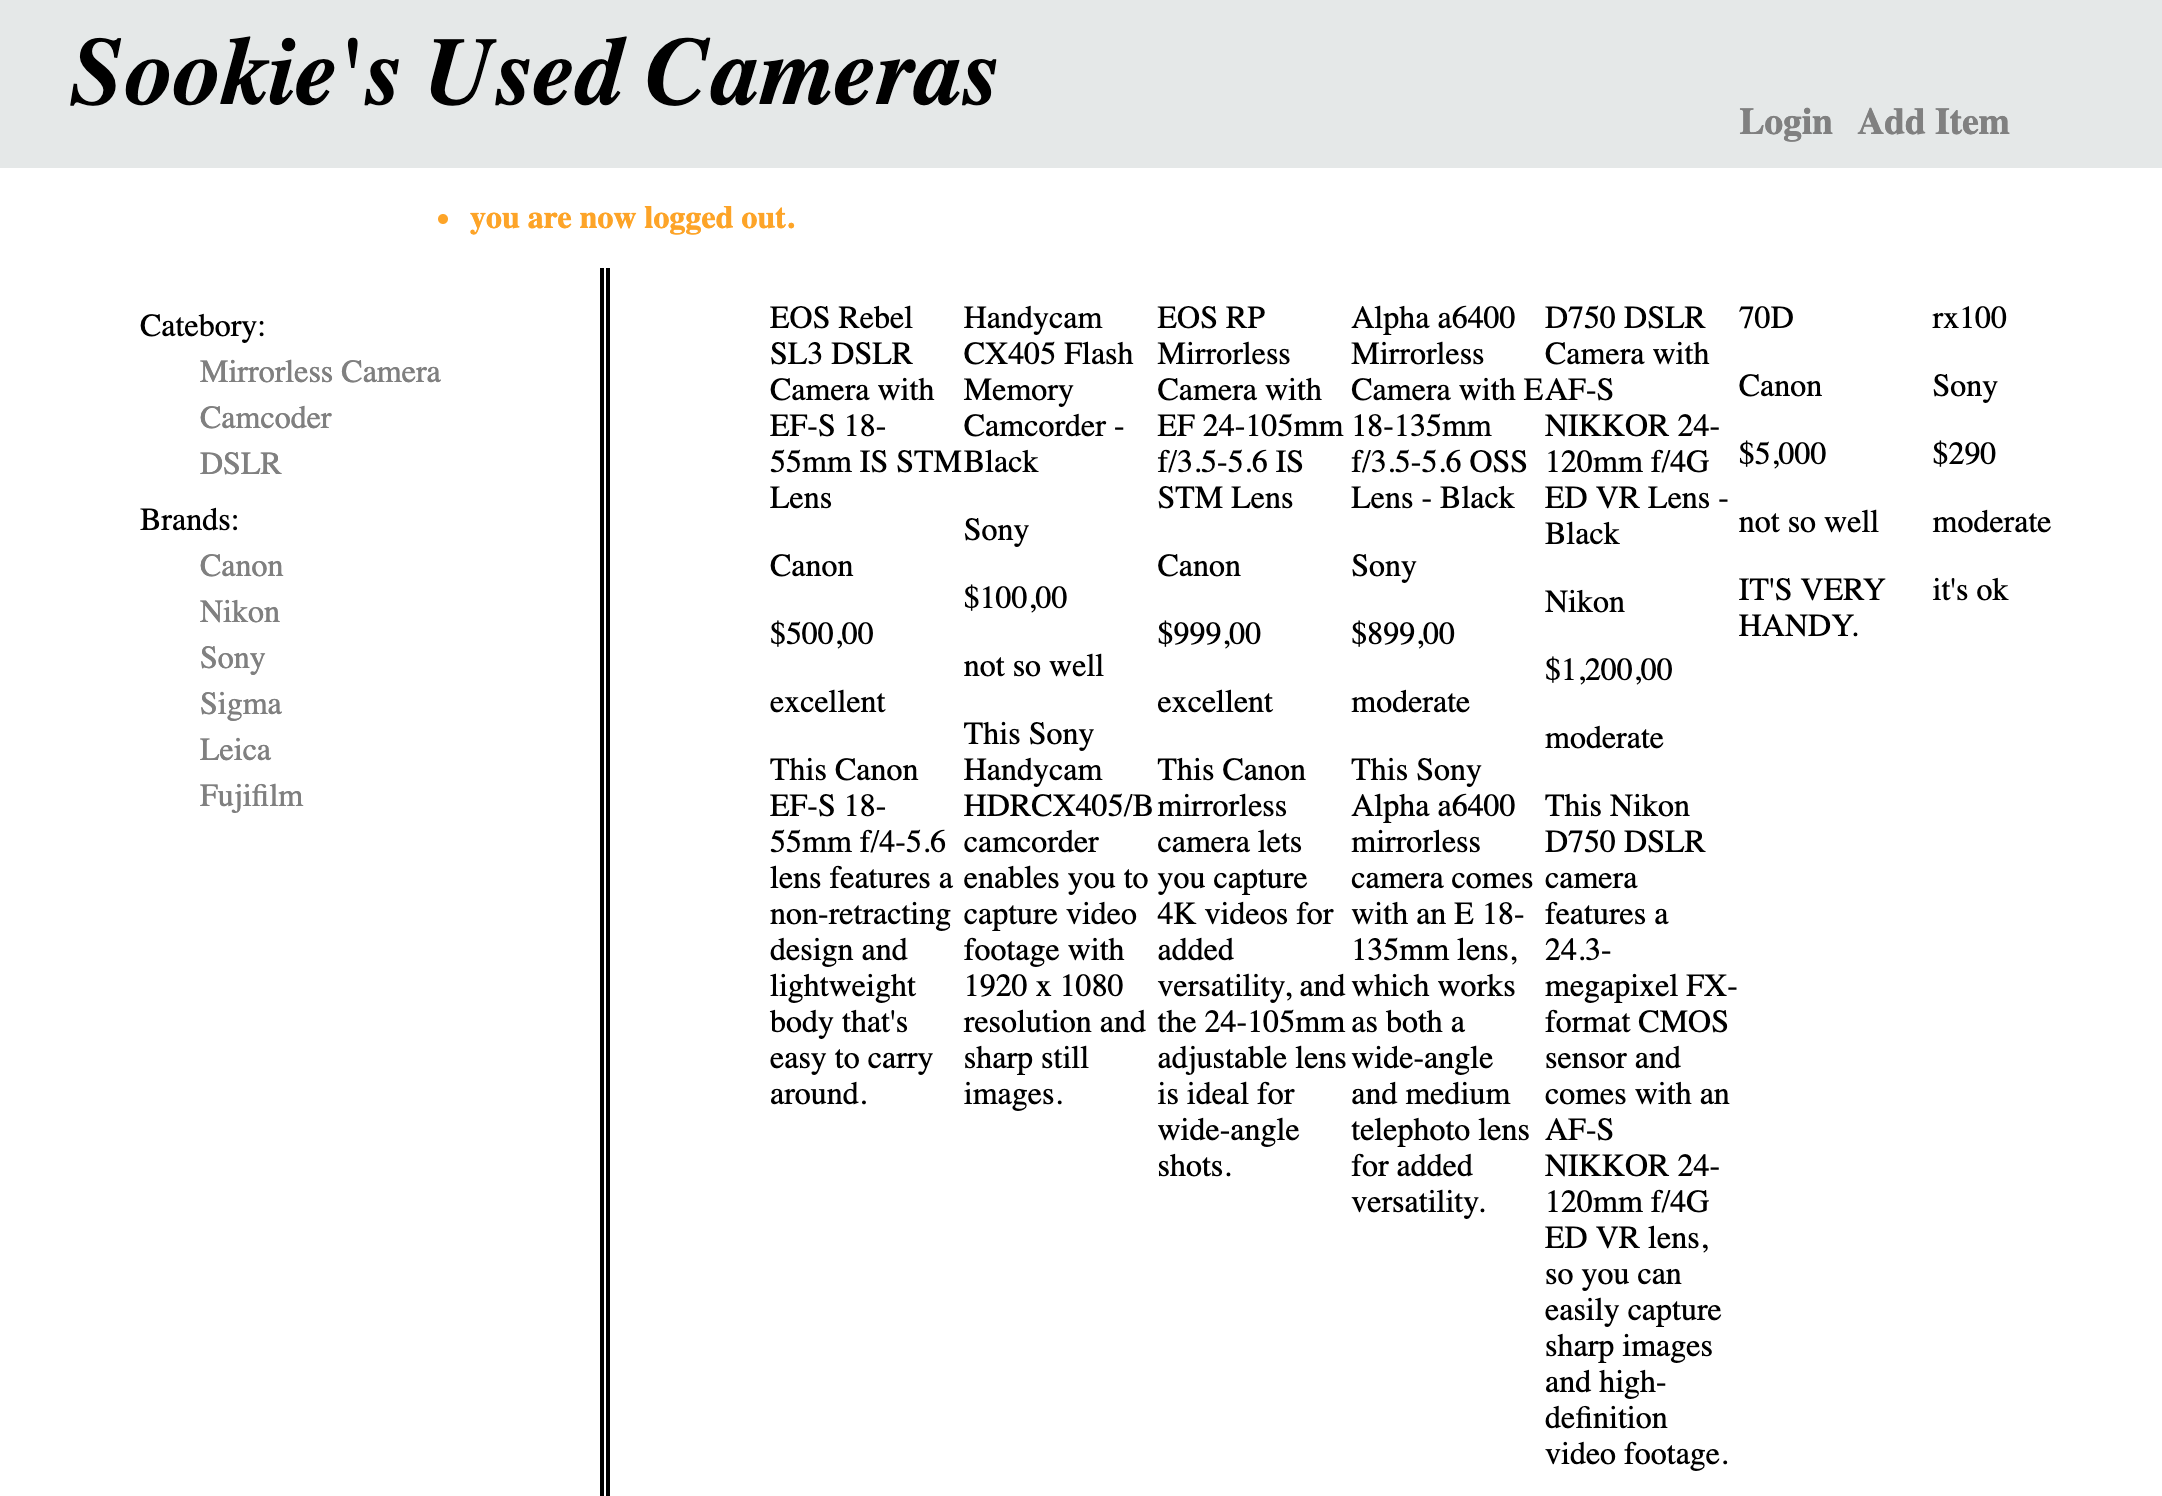 Sookie's Used Cameras
Login Add Item
• you are now logged out.
Catebory:
Mirrorless Camera
Camcoder
DSLR
Brands:
Canon
Nikon
Sony
Sigma
Leica
Fujifilm
EOS Rebel
SL3 DSLR
Camera with
EF-S 18-
55mm IS STM
Lens
Canon
$500,00
excellent
This Canon
EF-S 18-
55mm f/4-5.6
lens features a
non-retracting
design and
lightweight
body that's
easy to carry
around.
Handycam
CX405 Flash
Memory
Camcorder -
Black
Sony
$100,00
not so well
This Sony
Handycam
HDRCX405/B
camcorder
enables you to
capture video
footage with
1920 x 1080
resolution and
sharp still
images.
EOS RP
Mirrorless
Camera with
EF 24-105mm
f/3.5-5.6 IS
STM Lens
Canon
$999,00
excellent
This Canon
mirrorless
camera lets
you capture
4K videos for
added
versatility, and
the 24-105mm
adjustable lens
is ideal for
wide-angle
shots.
Alpha a6400
Mirrorless
Camera with E
18-135mm
f/3.5-5.6 OSS
Lens - Black
Sony
$899,00
moderate
This Sony
Alpha a6400
mirrorless
camera comes
with an E 18-
135mm lens,
which works
as both a
wide-angle
and medium
telephoto lens
for added
versatility.
D750 DSLR
Camera with
AF-S
NIKKOR 24-
120mm f/4G
ED VR Lens -
Black
Nikon
$1,200,00
moderate
This Nikon
D750 DSLR
camera
features a
24.3-
megapixel FX-
format CMOS
sensor and
comes with an
AF-S
NIKKOR 24-
120mm f/4G
ED VR lens,
so you can
easily capture
sharp images
and high-
definition
video footage.
70D
Canon
$5,000
not so well
IT'S VERY
HANDY.
rx100
Sony
$290
moderate
it's ok